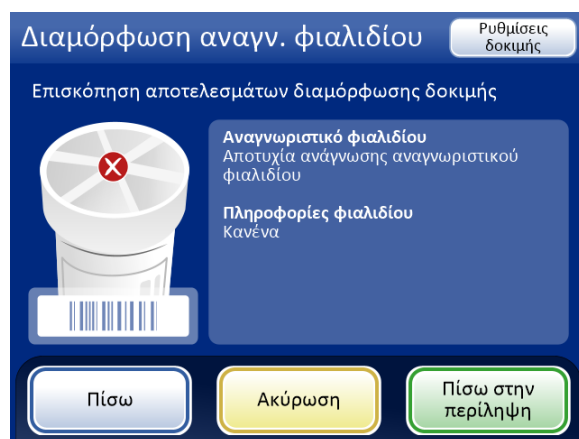 Διαμόρφωση αναγν. φιαλιδίου
Ρυθμίσεις
δοκιμής
Επισκόπηση αποτελεσμάτων διαμόρφωσης δοκιμής
Αναγνωριστικό φιαλιδίου
Αποτυχία ανάγνωσης αναγνωριστικού
φιαλιδίου
Πληροφορίες φιαλιδίου
Κανένα
Πίσω
Ακύρωση
Πίσω στην
περίληψη